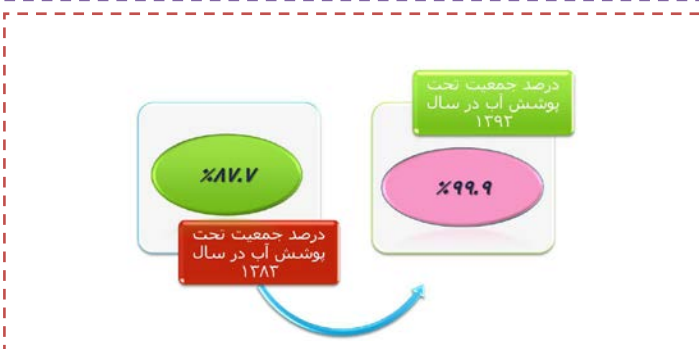 درصد جمعیت تحت
پوشش آب در سال
۱۳۹۲
%۹۹.۹
%۸۷.۷
درصد جمعیت تحت
پوشش آب در سال
۱۳۸۳